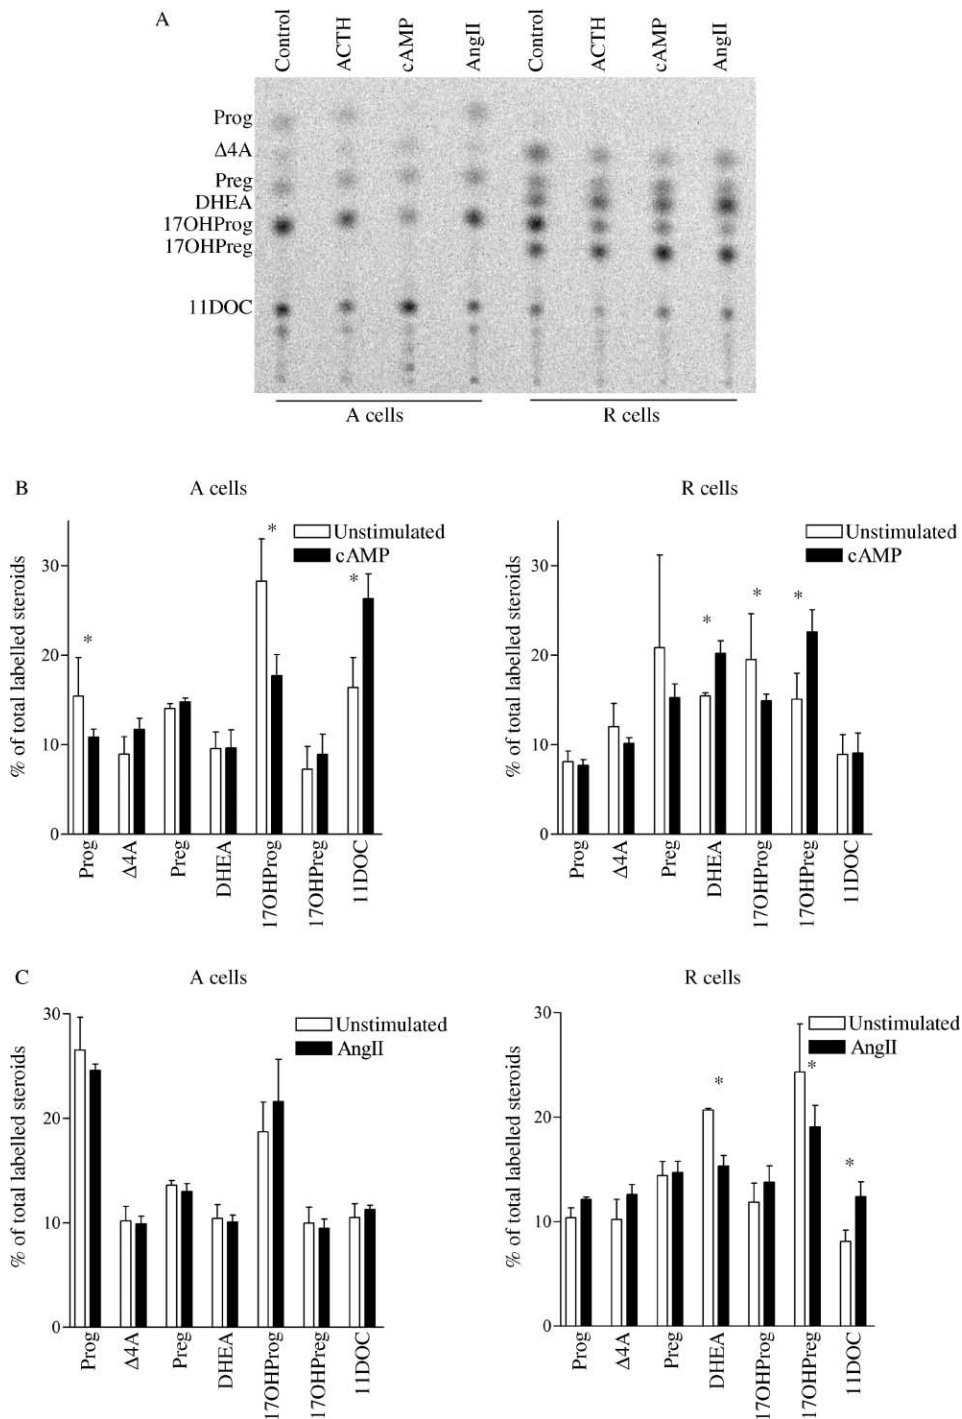 A
Control ACTH cAMP AngII Control ACTH cAMP AngII
Prog
Δ4A
Preg
DHEA
17OHProg
17OHPreg
11DOC
A cells R cells
B
A cells
Unstimulated
cAMP
% of total labelled steroids
30
20
10
0
Prog Δ4A Preg DHEA 17OHProg 17OHPreg 11DOC
* * *
R cells
Unstimulated
cAMP
% of total labelled steroids
30
20
10
0
Prog Δ4A Preg DHEA 17OHProg 17OHPreg 11DOC
* * *
C
A cells
Unstimulated
AngII
% of total labelled steroids
30
20
10
0
Prog Δ4A Preg DHEA 17OHProg 17OHPreg 11DOC
R cells
Unstimulated
AngII
% of total labelled steroids
30
20
10
0
Prog Δ4A Preg DHEA 17OHProg 17OHPreg 11DOC
* * *